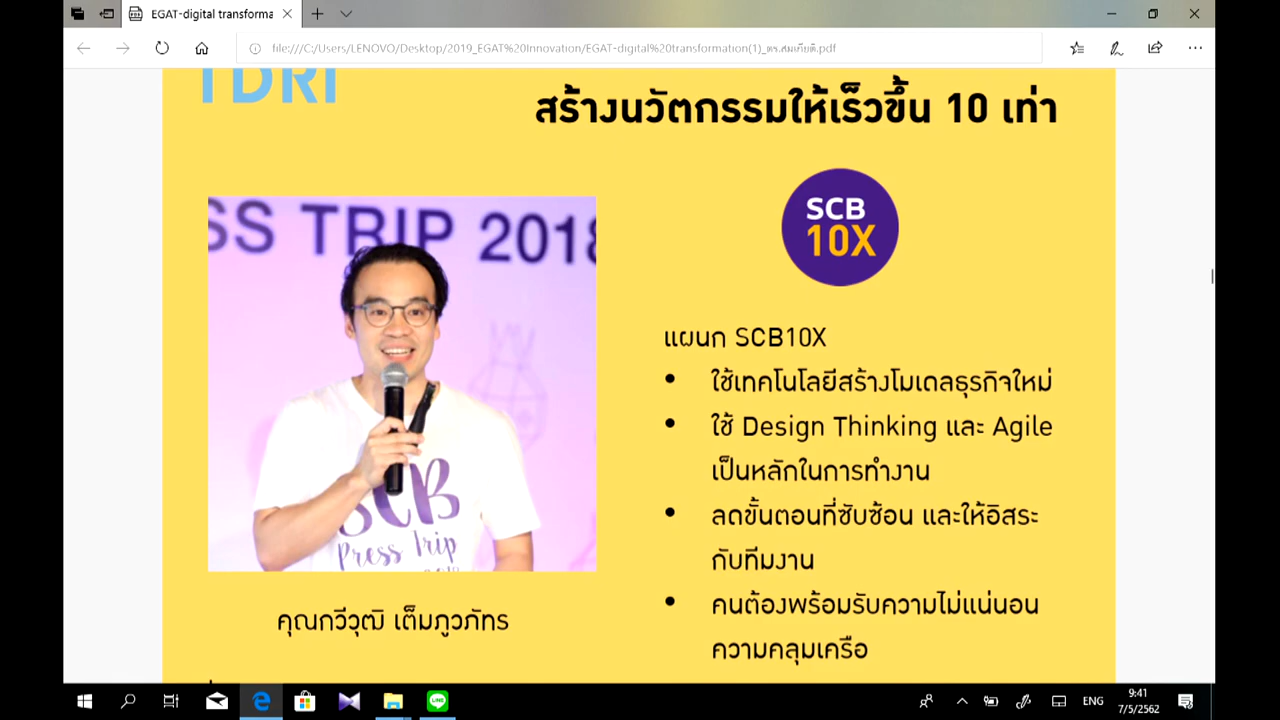 EGAT-digital transforma
file:///C:/Users/LENOVO/Desktop/2019_EGAT%20Innovation/EGAT-digital%20transformation(1)_ดร.สมเกียติ.pdf
TDRI
สร้างนวัตกรรมให้เร็วขึ้น 10 เท่า
SS TRIP 2018
SCB
10X
SCB
Press Trip
แผนก SCB10X
• ใช้เทคโนโลยีสร้างโมเดลธุรกิจใหม่
• ใช้ Design Thinking และ Agile
เป็นหลักในการทำงาน
• ลดขั้นตอนที่ซับซ้อน และให้อิสระ
กับทีมงาน
• คนต้องพร้อมรับความไม่แน่นอน
ความคลุมเครือ
คุณกวีวุฒิ เต็มภูวภัทร
LINE
ENG
9:41
7/5/2562